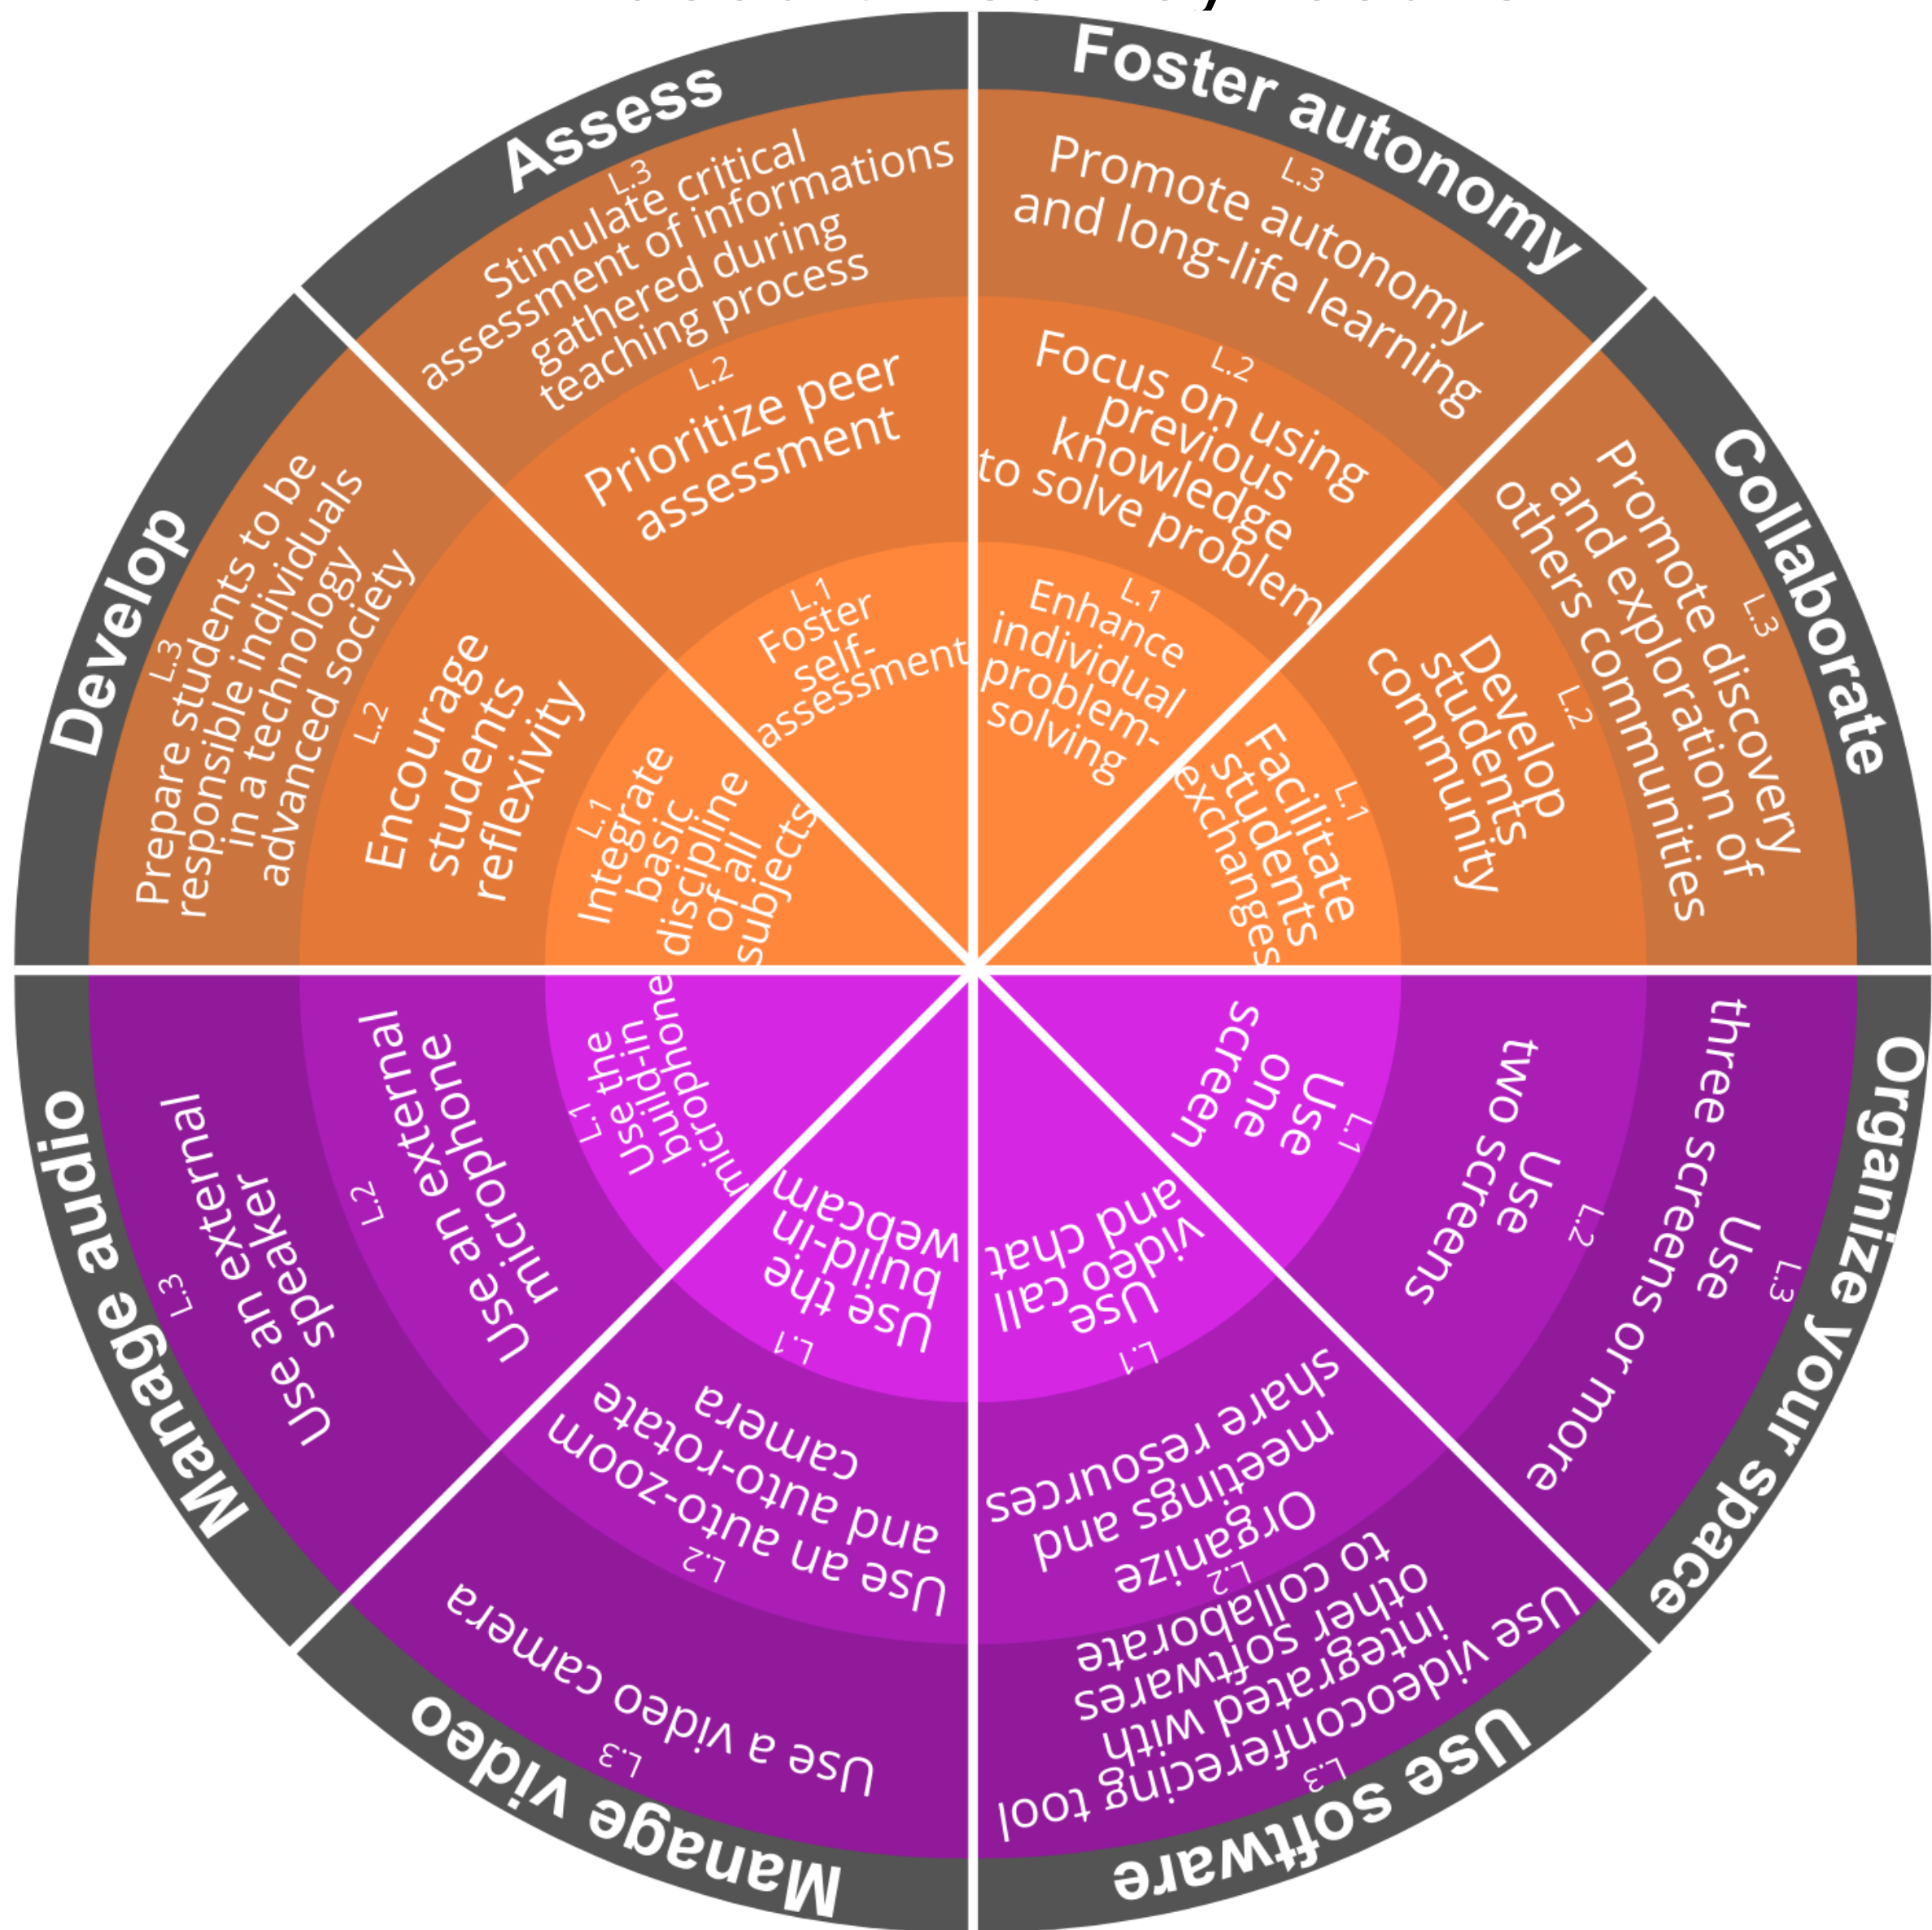 Foster autonomy
L.3
Promote autonomy
and long-life learning
L.2
Focus on using
previous
knowledge
to solve problem
L.1
Enhance
individual
problem-
solving
Collaborate
L.3
Promote discovery
and exploration of
others communities
L.2
Develop
students
community
L.1
Facilitate
students
exchanges
Organize your space
L.3
Use
three screens or more
L.2
Use
two screens
L.1
Use
one
screen
Use software
L.3
Use videoconferecing tool
integrated with
other softwares
to collaborate
L.2
Organize
meetings and
share resources
L.1
Use
video call
and chat
Manage video
L.3
Use a video camera
L.2
Use an auto-zoom
and auto-rotate
camera
L.1
Use the
build-in
webcam
Manage audio
L.3
Use an external
speaker
L.2
Use an external
microphone
L.1
Use the
build-in
microphone
Develop
L.3
Prepare students to be
responsible individuals
in a technology
advanced society
L.2
Encourage
students
reflexivity
L.1
Integrate
basic
discipline
of all
subjects
Assess
L.3
Stimulate critical
assessment of informations
gathered during
teaching process
L.2
Prioritize peer
assessment
L.1
Foster
self-
assessment